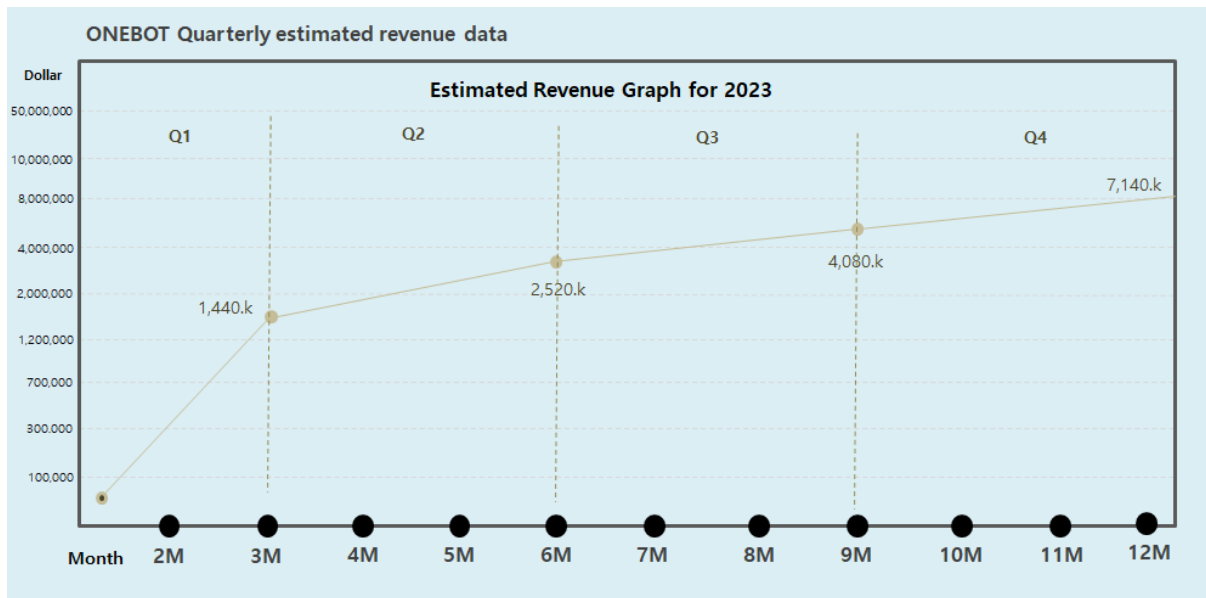 ONEBOT Quarterly estimated revenue data
Dollar
Estimated Revenue Graph for 2023
50,000,000
Q1 Q2 Q3 Q4
10,000,000
7,140.k
8,000,000
4,000,000
4,080.k
2,520.k
2,000,000
1,440.k
1,200,000
700,000
300.000
100,000
Month 2M 3M 4M 5M 6M 7M 8M 9M 10M 11M 12M